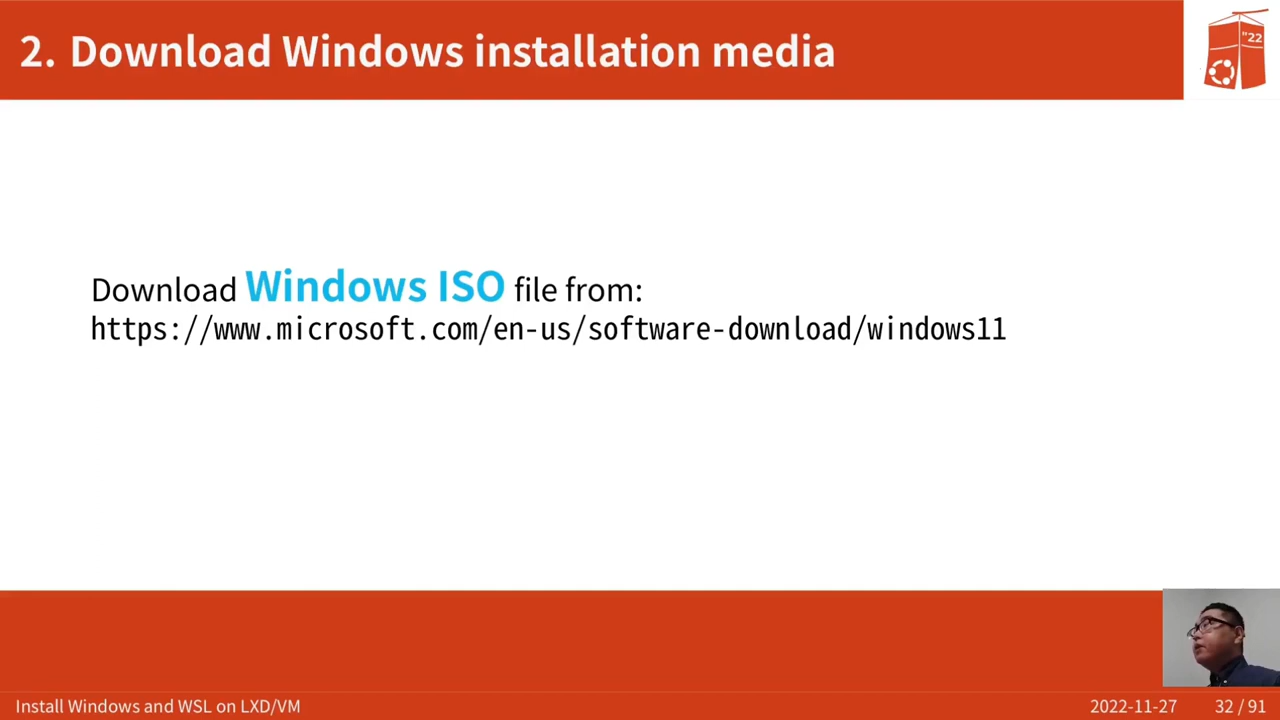 2. Download Windows installation media
"22
Download Windows ISO file from:
https://www.microsoft.com/en-us/software-download/windows11
Install Windows and WSL on LXD/VM
2022-11-27
32 / 91